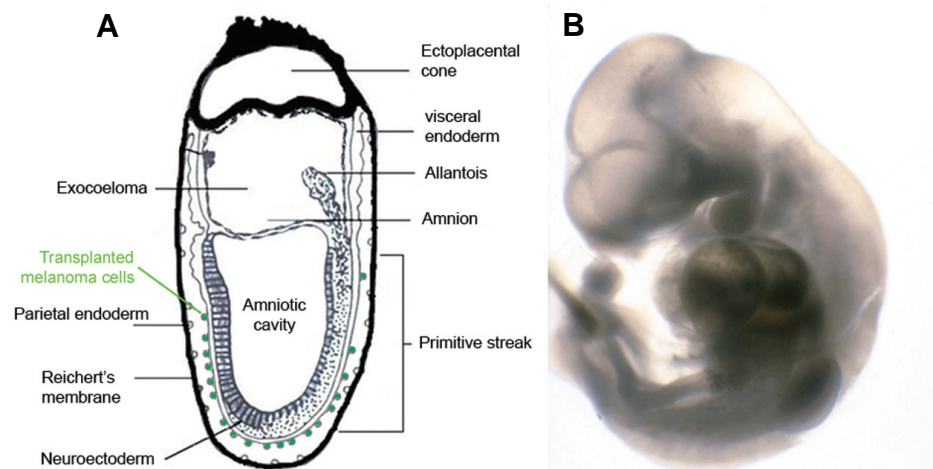 A
B
Ectoplacental
cone
visceral
endoderm
Allantois
Exocoeloma
Amnion
Transplanted
melanoma cells
Amniotic
cavity
Parietal endoderm
Primitive streak
Reichert's
membrane
Neuroectoderm